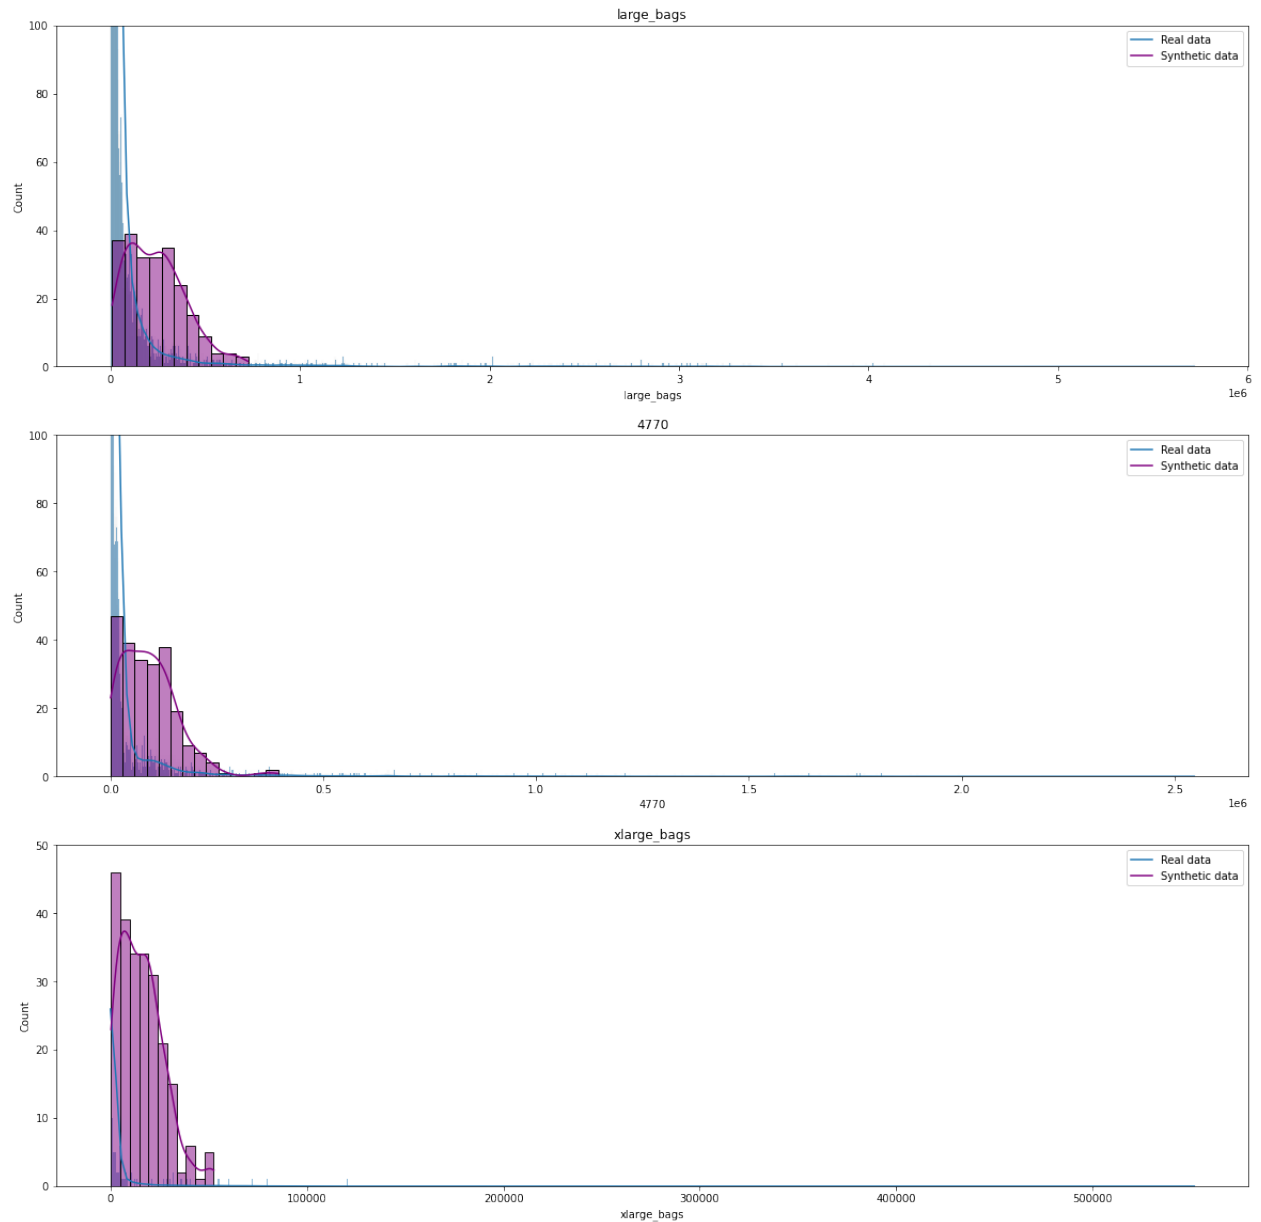 large_bags
100
80
60
40
20
0
Count
Real data
Synthetic data
0 1 2 3 4 5 6
1e6
large_bags
4770
100
80
60
40
20
0
Count
Real data
Synthetic data
0.0 0.5 1.0 1.5 2.0 2.5
1e6
4770
xlarge_bags
50
40
30
20
10
0
Count
Real data
Synthetic data
0 100000 200000 300000 400000 500000
xlarge_bags